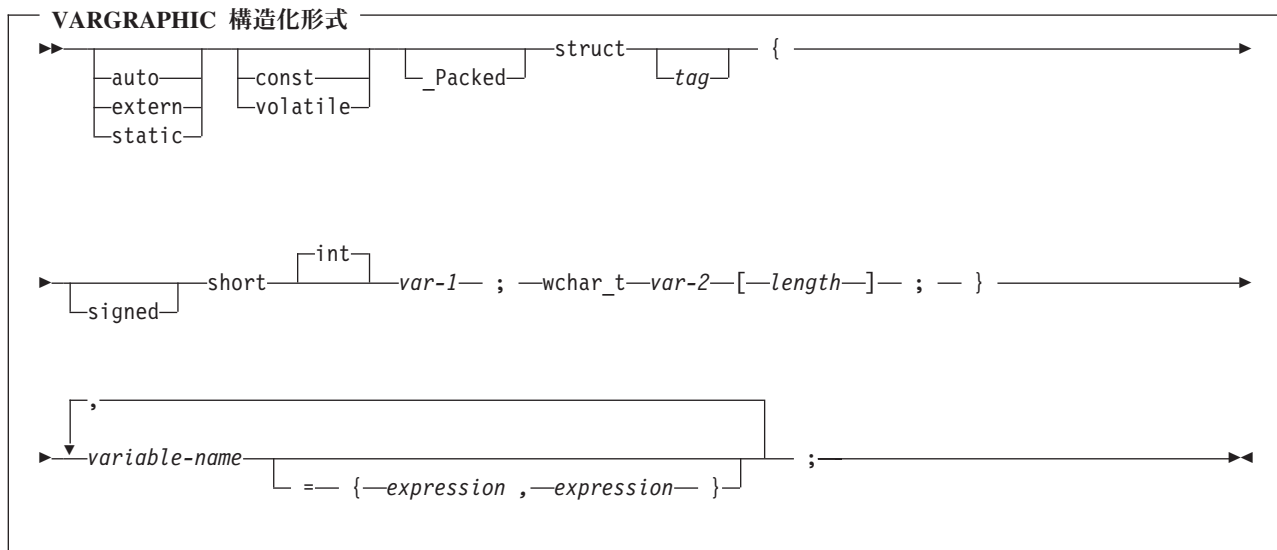 VARGRAPHIC 構造化形式
struct {
auto const _Packed tag
extern volatile
static
int
short var-1 ; wchar_t var-2 [ length ] ; }
signed
,
variable-name ;
= { expression , expression }